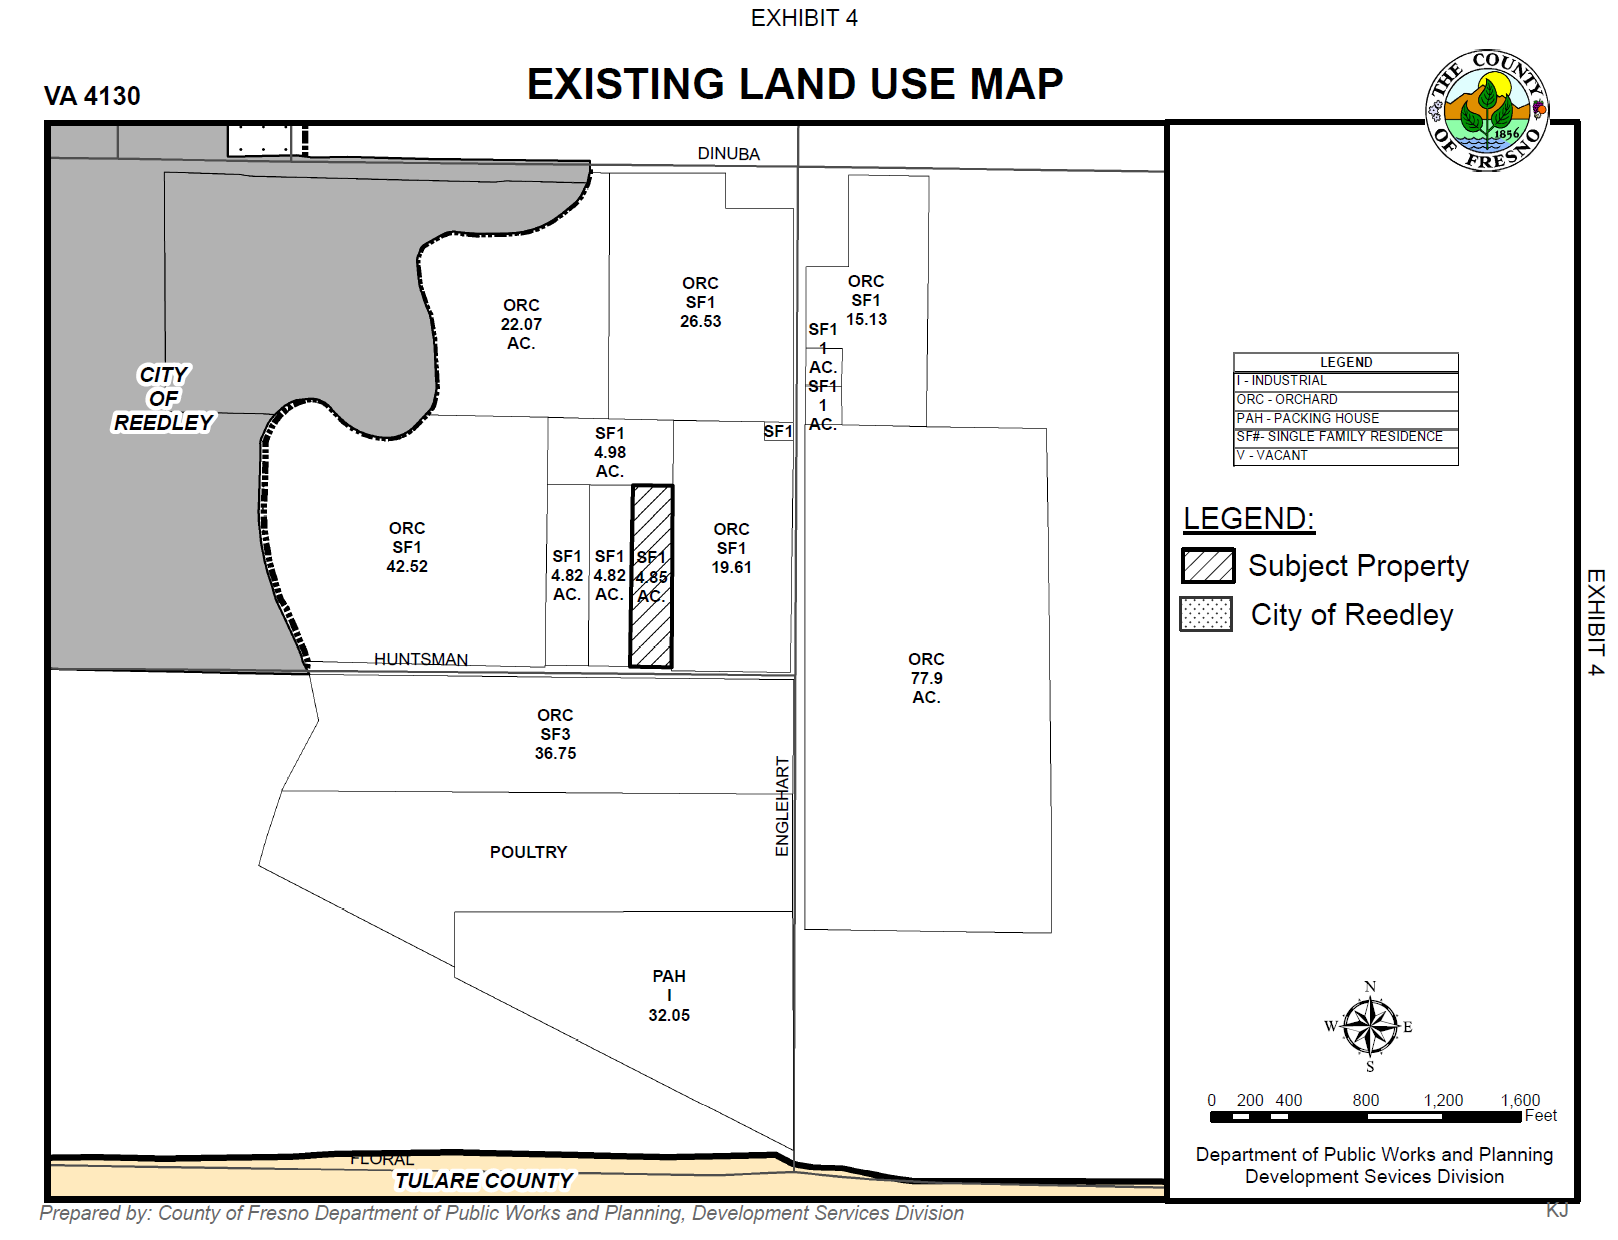 EXHIBIT 4
EXISTING LAND USE MAP
VA 4130
THE COUNTY
OF FRESNO
1856
DINUBA
ORC
22.07
AC.
ORC
SF1
26.53
ORC
SF1
15.13
SF1
1
AC.
SF1
1
AC.
CITY
OF
REEDLEY
SF1
4.98
AC.
SF1
ORC
SF1
42.52
SF1
4.82
AC.
SF1
4.82
AC.
SF1
4.85
AC.
ORC
SF1
19.61
HUNTSMAN
ORC
77.9
AC.
ORC
SF3
36.75
ENGLEHART
POULTRY
PAH
I
32.05
FLORAL
TULARE COUNTY
LEGEND
I - INDUSTRIAL
ORC - ORCHARD
PAH - PACKING HOUSE
SF#- SINGLE FAMILY RESIDENCE
V - VACANT
LEGEND:
Subject Property
City of Reedley
EXHIBIT 4
N
W E
S
0 200 400 800 1,200 1,600
Feet
Department of Public Works and Planning
Development Sevices Division
Prepared by: County of Fresno Department of Public Works and Planning, Development Services Division
KJ